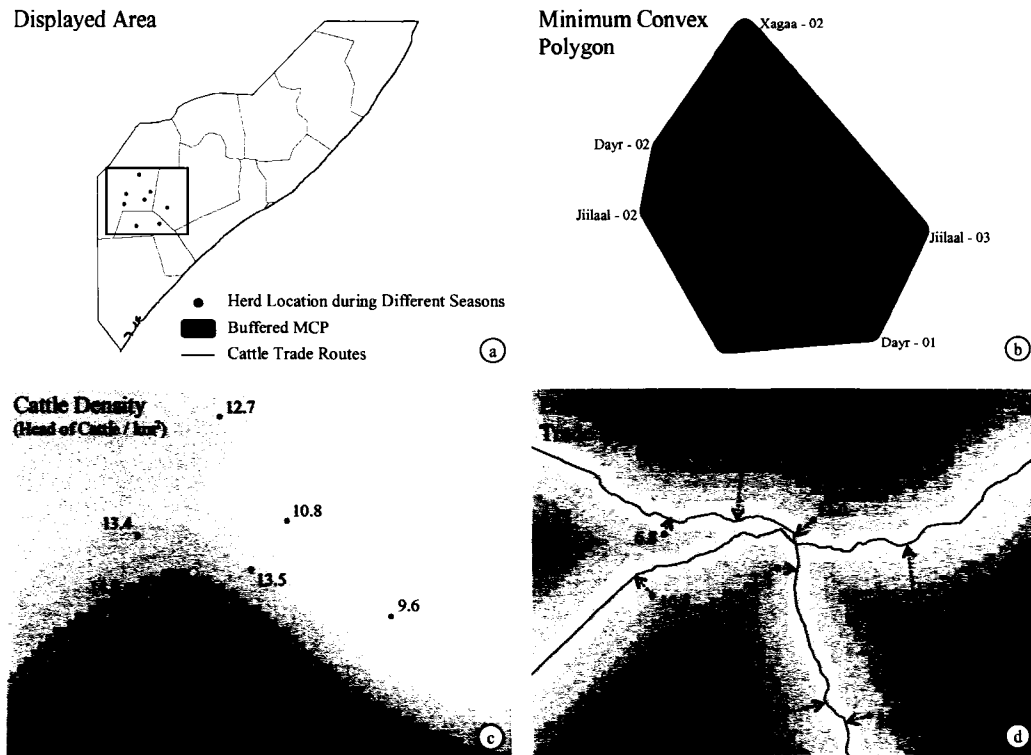 Displayed Area
Herd Location during Different Seasons
Buffered MCP
Cattle Trade Routes
a
Minimum Convex
Polygon
Xagaa - 02
Dayr - 02
Jiilaal - 02
Jiilaal - 03
Dayr - 01
b
Cattle Density
(Head of Cattle / km²)
12.7
10.8
13.4
13.5
9.6
c
6.8
d